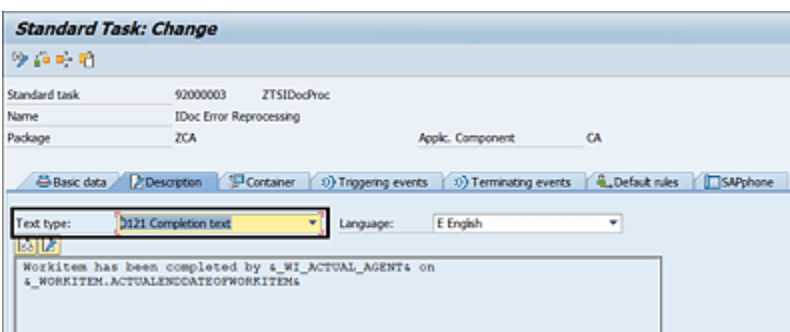 Standard Task: Change
Standard task 92000003 ZTSIDocProc
Name IDoc Error Reprocessing
Package ZCA Applic. Component CA
Basic data Description Container Triggering events Terminating events Default rules SAPphone
Text type: 0121 Completion text Language: E English
Workitem has been completed by &_WI_ACTUAL_AGENT& on
&_WORKITEM.ACTUALENDDATEOFWORKITEM&